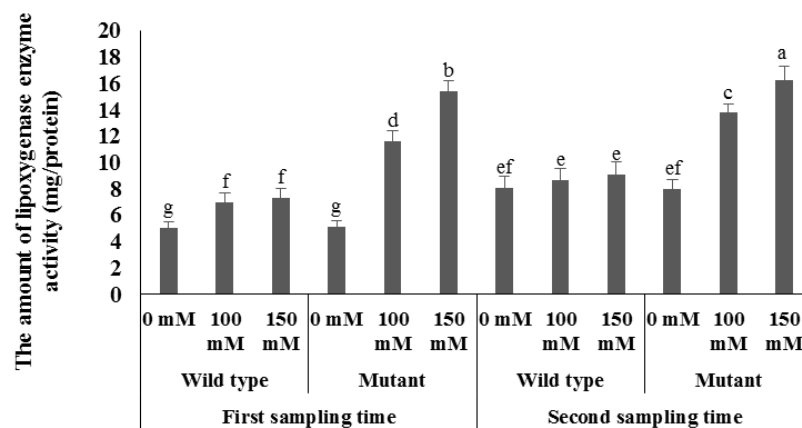 The amount of lipoxygenase enzyme
activity (mg/protein)
20
18
16
14
12
10
8
6
4
2
0
g
f
f
g
d
b
ef
e
e
ef
c
a
0 mM 100 mM 150 mM 0 mM 100 mM 150 mM 0 mM 100 mM 150 mM 0 mM 100 mM 150 mM
Wild type Mutant Wild type Mutant
First sampling time Second sampling time